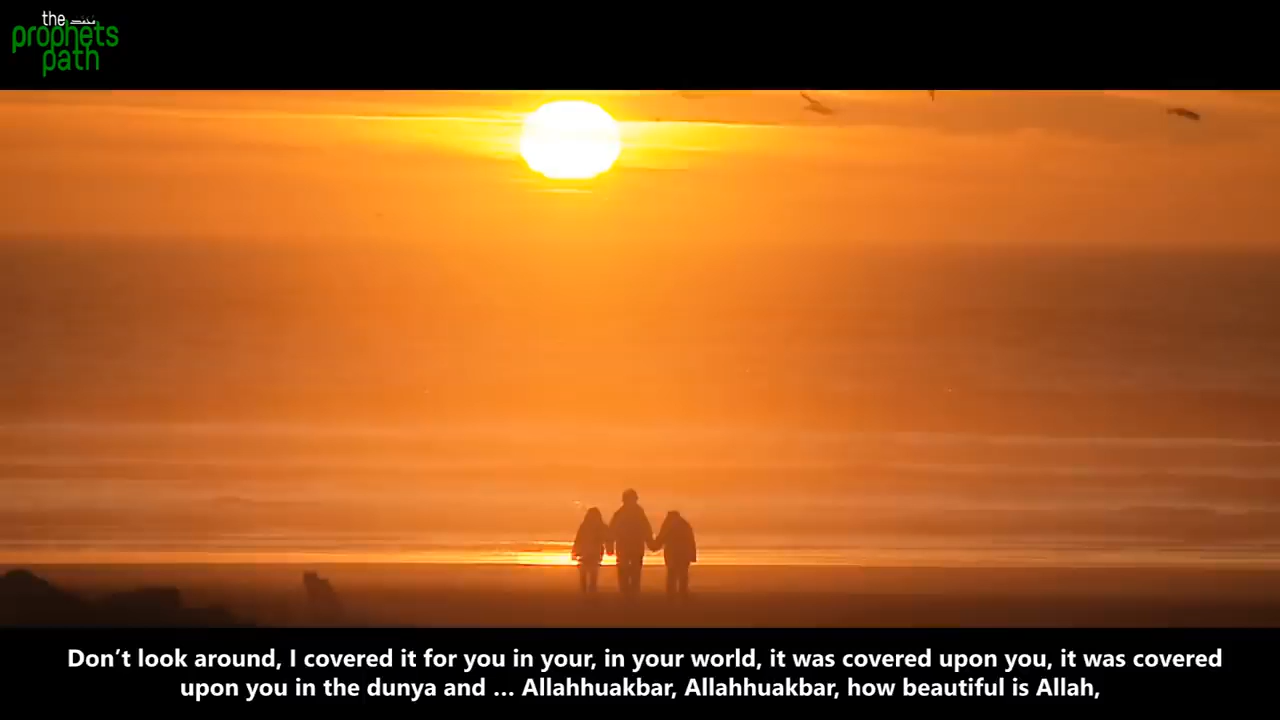 the محمد
prophets
path
Don’t look around, I covered it for you in your, in your world, it was covered upon you, it was covered
upon you in the dunya and ... Allahhuakbar, Allahhuakbar, how beautiful is Allah,